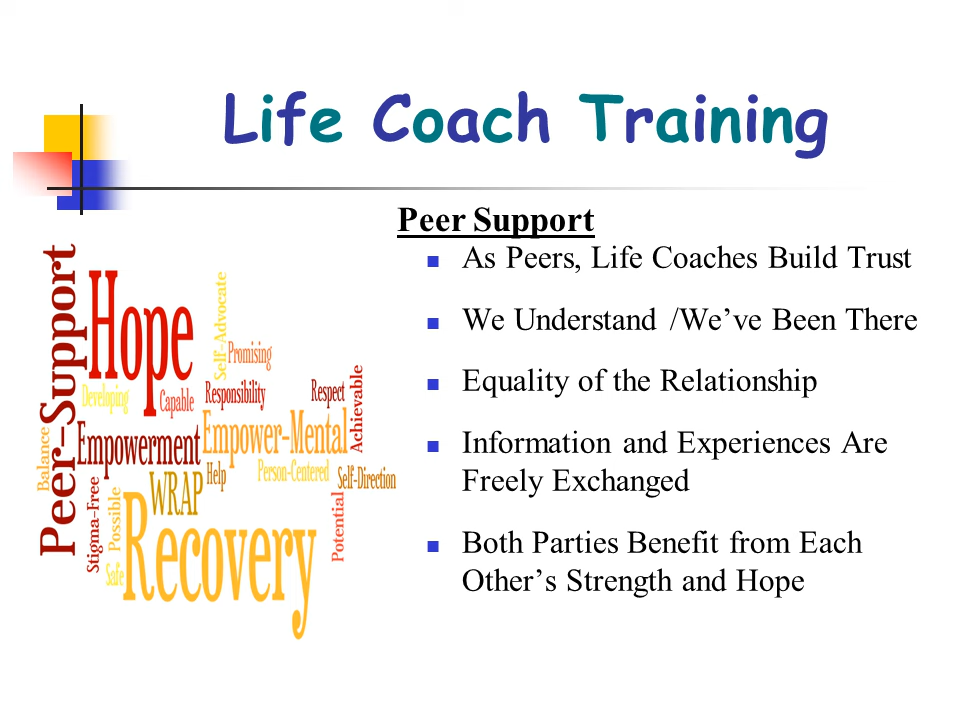 Life Coach Training
Peer Support
As Peers, Life Coaches Build Trust
We Understand /We’ve Been There
Equality of the Relationship
Information and Experiences Are
Freely Exchanged
Both Parties Benefit from Each
Other’s Strength and Hope
Peer-Support
Hope
Self-Advocate
Promising
Developing
Capable
Responsibility
Respect
Achievable
Balance
Empowerment
Empower-Mental
Help
Person-Centered
Self-Direction
WRAP
Stigma-Free
Possible
Safe
Recovery
Potential